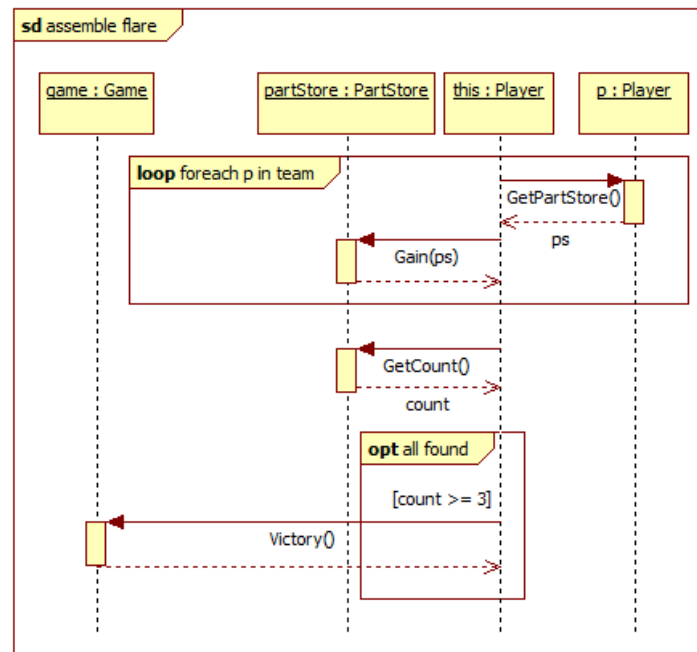 sd assemble flare
game : Game
partStore : PartStore
this : Player
p : Player
loop foreach p in team
GetPartStore()
ps
Gain(ps)
GetCount()
count
opt all found
[count >= 3]
Victory()